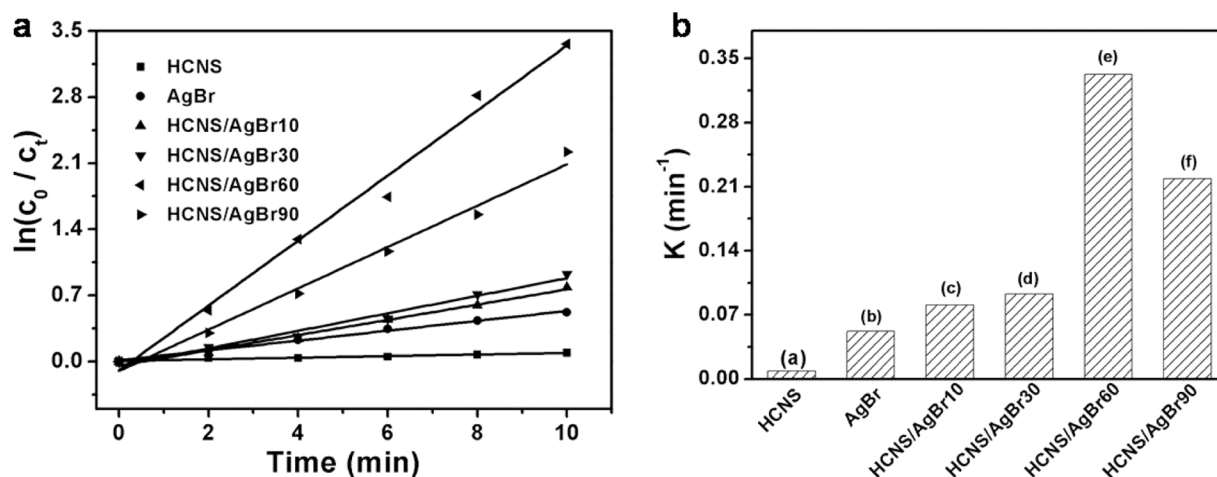 a
3.5
2.8
2.1
1.4
0.7
0.0
ln(c0 / ct)
HCNS
AgBr
HCNS/AgBr10
HCNS/AgBr30
HCNS/AgBr60
HCNS/AgBr90
0 2 4 6 8 10
Time (min)
b
0.35
0.28
0.21
0.14
0.07
0.00
K (min-1)
(a)
(b)
(c)
(d)
(e)
(f)
HCNS
AgBr
HCNS/AgBr10
HCNS/AgBr30
HCNS/AgBr60
HCNS/AgBr90